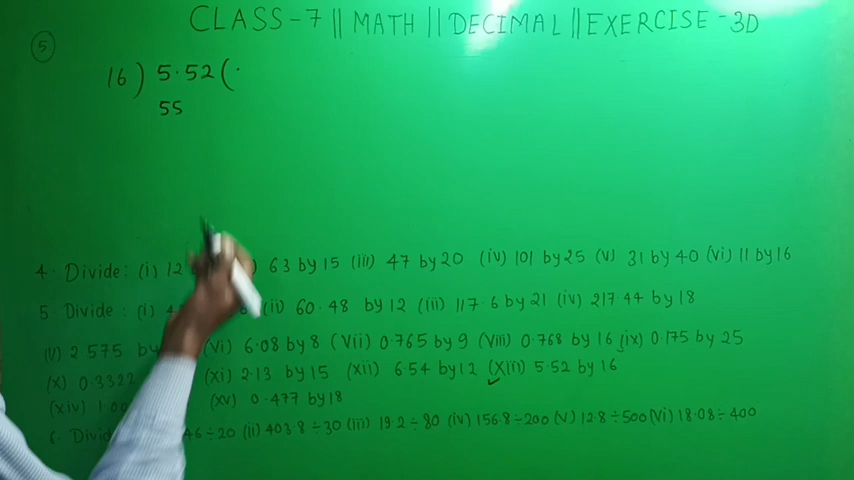 CLASS-7 || MATH || DECIMAL || EXERCISE-3D
5
16) 5.52 (.
55
4. Divide: (i) 12 63 by 15 (iii) 47 by 20 (iv) 101 by 25 (v) 31 by 40 (vi) 11 by 16
5. Divide: (i) (ii) 60.48 by 12 (iii) 117.6 by 21 (iv) 217.44 by 18
(v) 2.575 by (vi) 6.08 by 8 (vii) 0.765 by 9 (viii) 0.768 by 16 (ix) 0.175 by 25
(x) 0.3322 (xi) 2.13 by 15 (xii) 6.54 by 12 (xiii) 5.52 by 16
(xiv) 1.00 (xv) 0.477 by 18
6. Divid 46÷20 (ii) 403.8÷30 (iii) 19.2÷80 (iv) 156.8÷200 (v) 12.8÷500 (vi) 18.08÷400